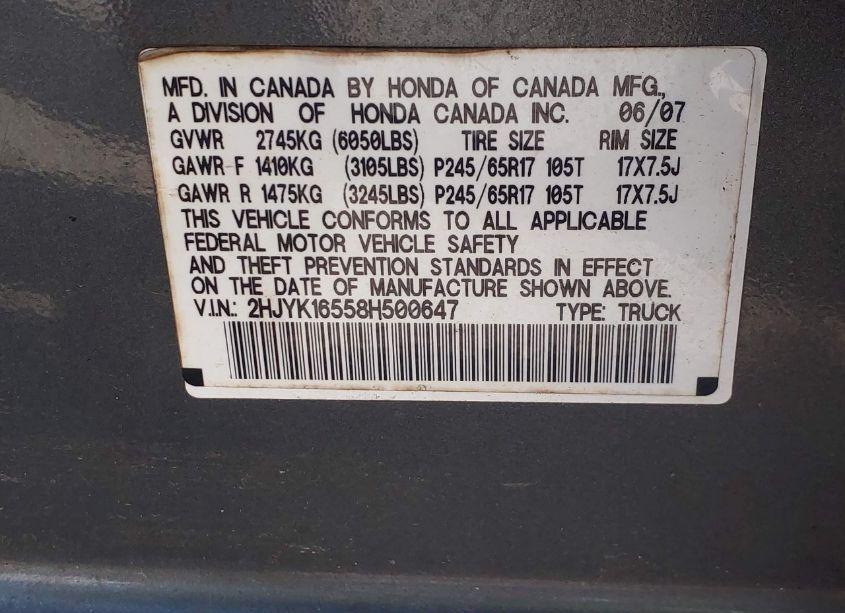 MFD. IN CANADA BY HONDA OF CANADA MFG.,
A DIVISION OF HONDA CANADA INC. 06/07
GVWR 2745KG (6050LBS) TIRE SIZE RIM SIZE
GAWR F 1410KG (3105LBS) P245/65R17 105T 17X7.5J
GAWR R 1475KG (3245LBS) P245/65R17 105T 17X7.5J
THIS VEHICLE CONFORMS TO ALL APPLICABLE
FEDERAL MOTOR VEHICLE SAFETY
AND THEFT PREVENTION STANDARDS IN EFFECT
ON THE DATE OF MANUFACTURE SHOWN ABOVE.
V.I.N.: 2HJYK16558H500647 TYPE: TRUCK